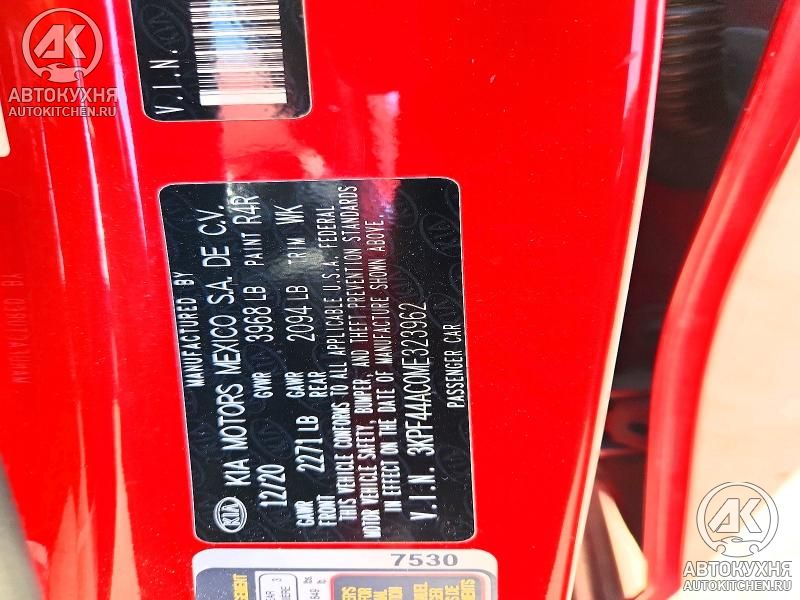 АК
АВТОКУХНЯ
AUTOKITCHEN.RU
V.I.N.
MANUFACTURED BY
KIA KIA MOTORS MEXICO S.A. DE C.V.
12/20 GVWR 3968 LB PAINT R4R
GAWR FRONT 2271 LB GAWR REAR 2094 LB TRIM WK
THIS VEHICLE CONFORMS TO ALL APPLICABLE U.S.A. FEDERAL
MOTOR VEHICLE SAFETY, BUMPER, AND THEFT PREVENTION STANDARDS
IN EFFECT ON THE DATE OF MANUFACTURE SHOWN ABOVE.
V.I.N. 3KPF44AC0ME323962
PASSENGER CAR
7530
АК
АВТОКУХНЯ
AUTOKITCHEN.RU